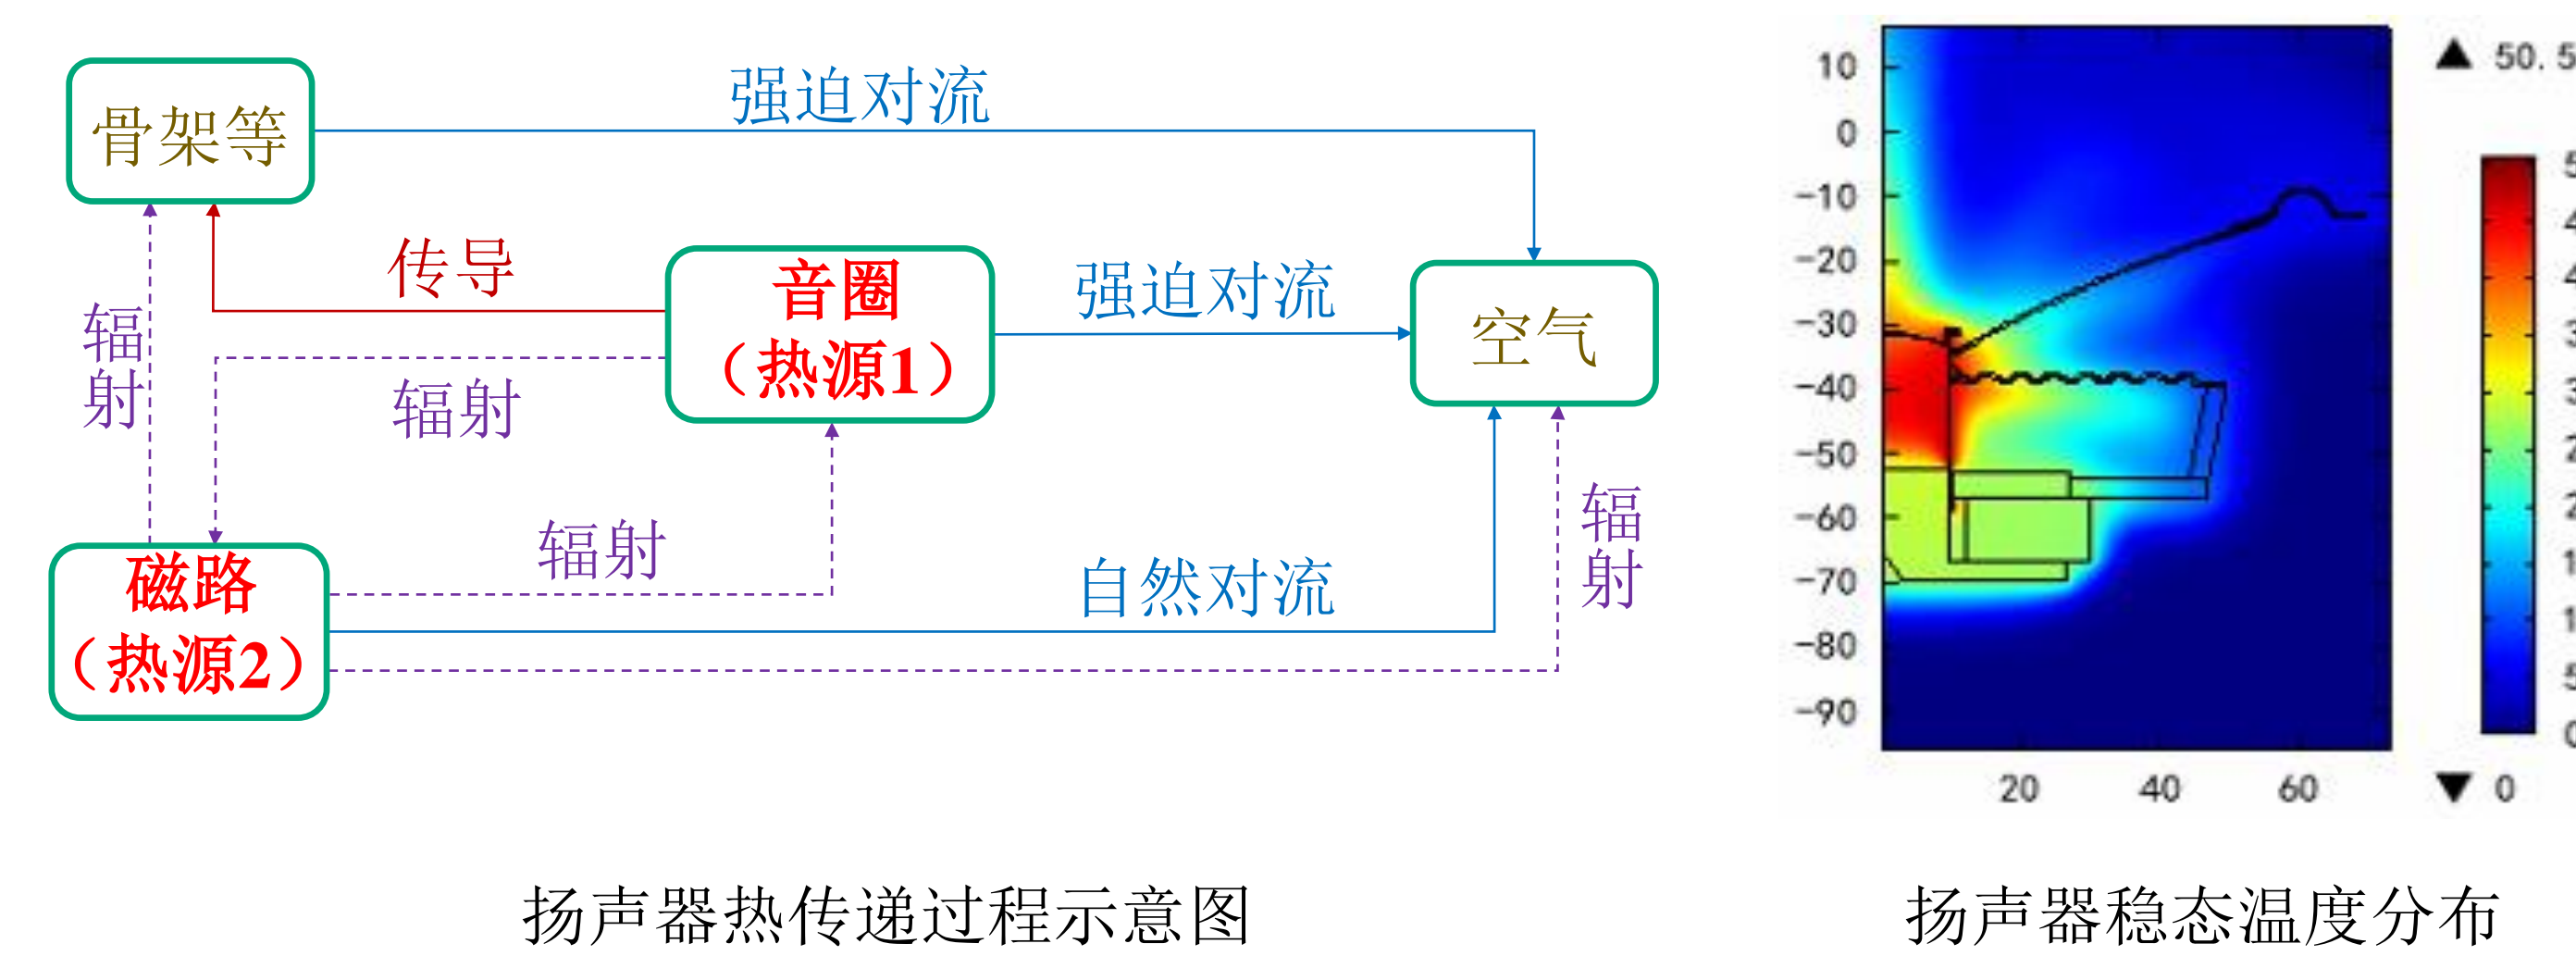 强迫对流
骨架等
传导
音圈
（热源1）
强迫对流
空气
辐射
辐射
辐射
磁路
（热源2）
自然对流
辐射
扬声器热传递过程示意图
10
0
-10
-20
-30
-40
-50
-60
-70
-80
-90
20
40
60
▲ 50.5
▼ 0
扬声器稳态温度分布